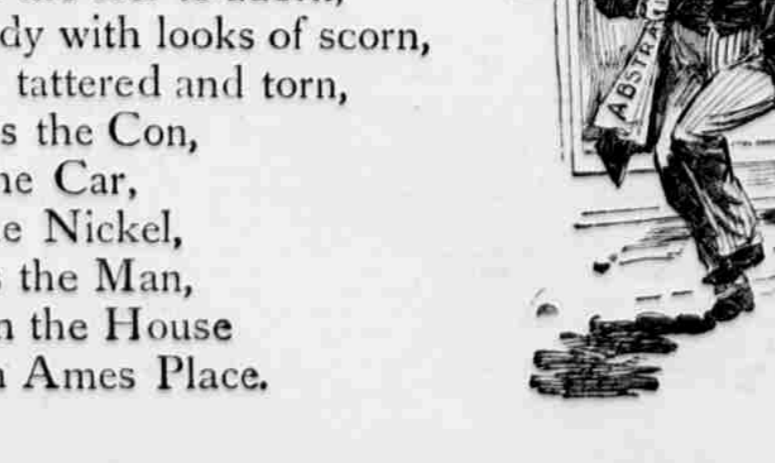 dy with looks of scorn,
tattered and torn,
s the Con,
he Car,
e Nickel,
the Man,
n the House
Ames Place.
ABSTRA